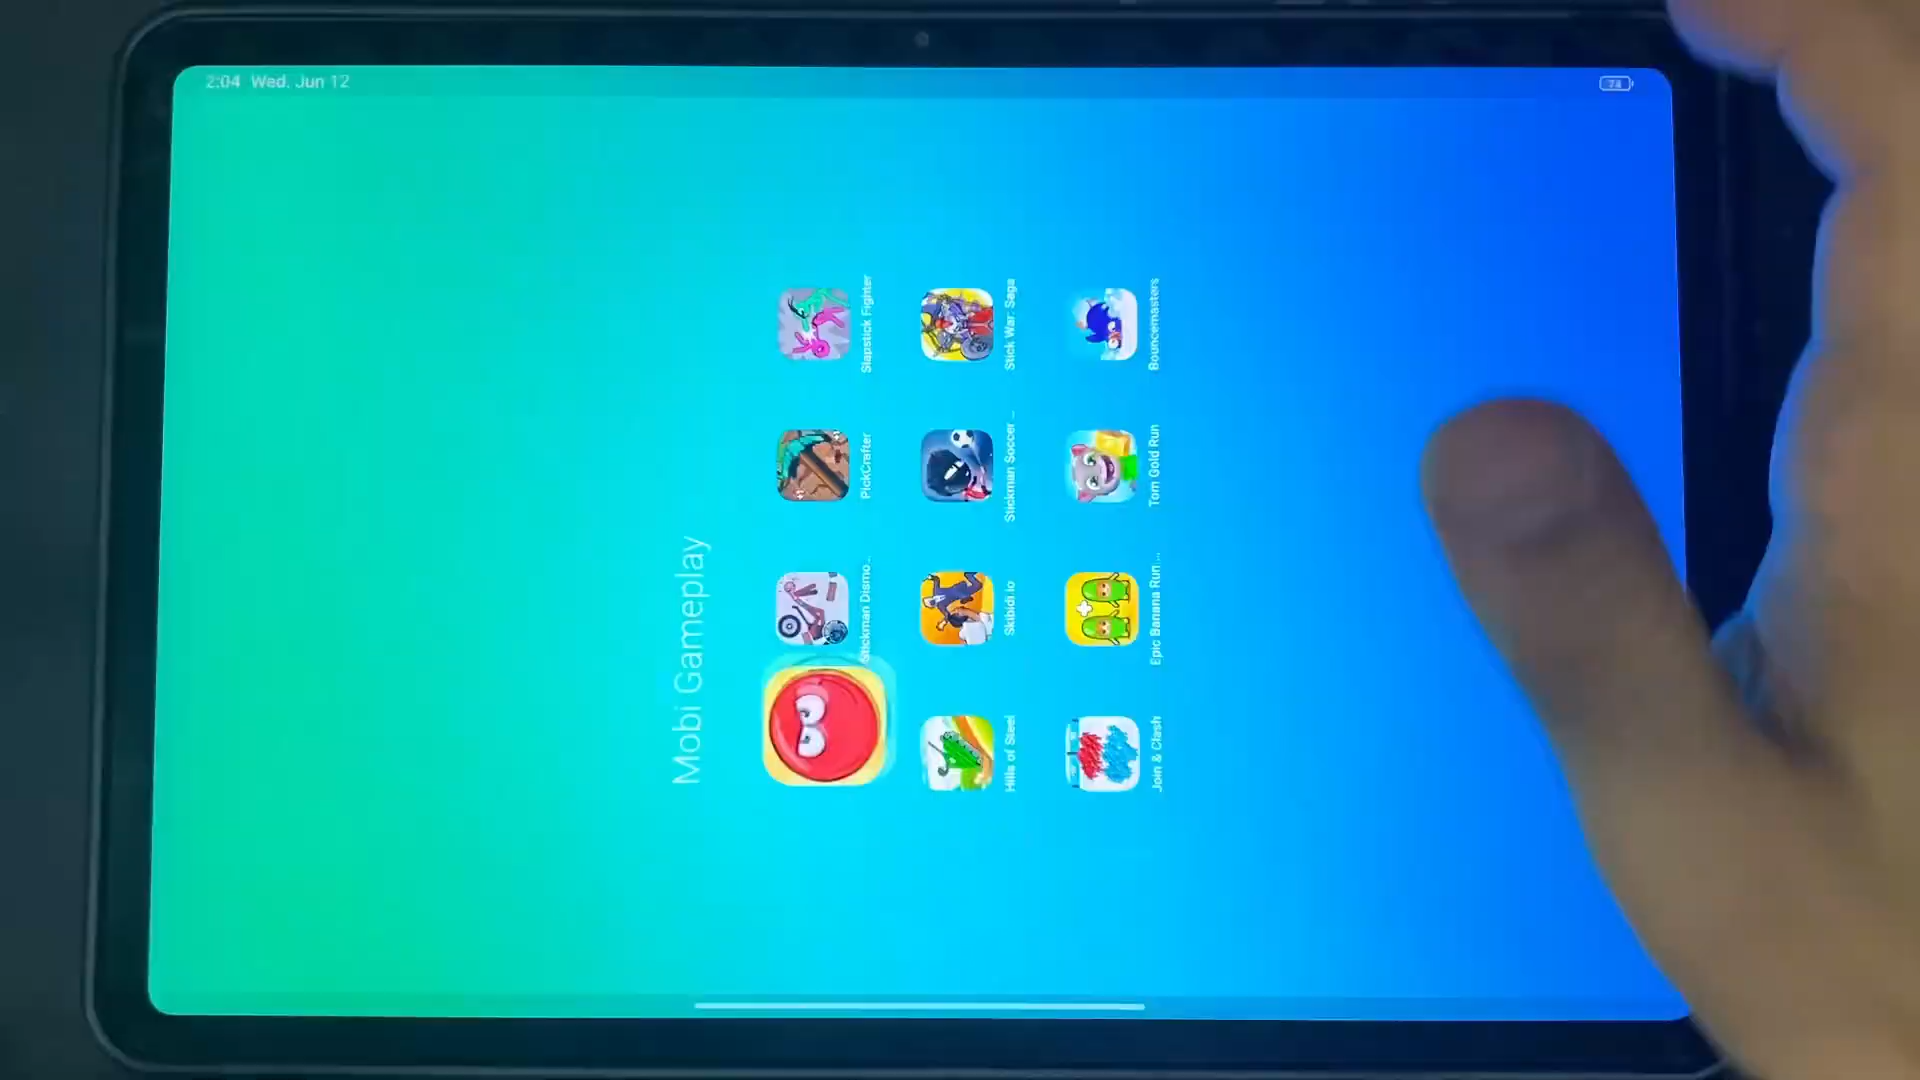 2:04 Wed. Jun 12
74
Mobi Gameplay
Stickman Dismo...
PickCrafter
Slapstick Fighter
Hills of Steel
Skibidi.io
Stickman Soccer ...
Stick War: Saga
Join & Clash
Epic Banana Run...
Tom Gold Run
Bouncemasters